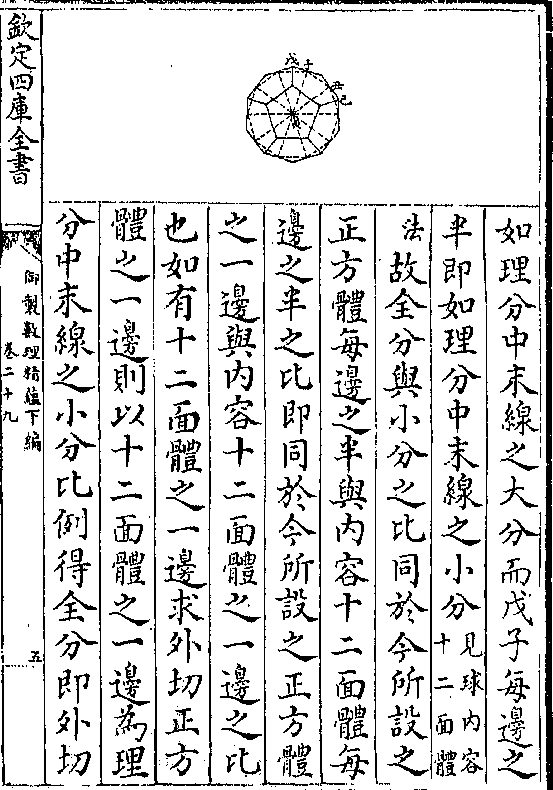 如理分中末線之大分而戊子每邊之
半即如理分中末線之小分見球内容十二面體
法故全分與小分之比同於今所設之
正方體每邊之半與内容十二面體每
邊之半之比即同於今所設之正方體
之一邊與内容十二面體之一邊之比
也如有十二面體之一邊求外切正方
體之一邊則以十二面體之一邊為理
分中末線之小分比例得全分即外切
戊子
丑己
欽定四庫全書
御製數理精蘊下編
卷二十九
五